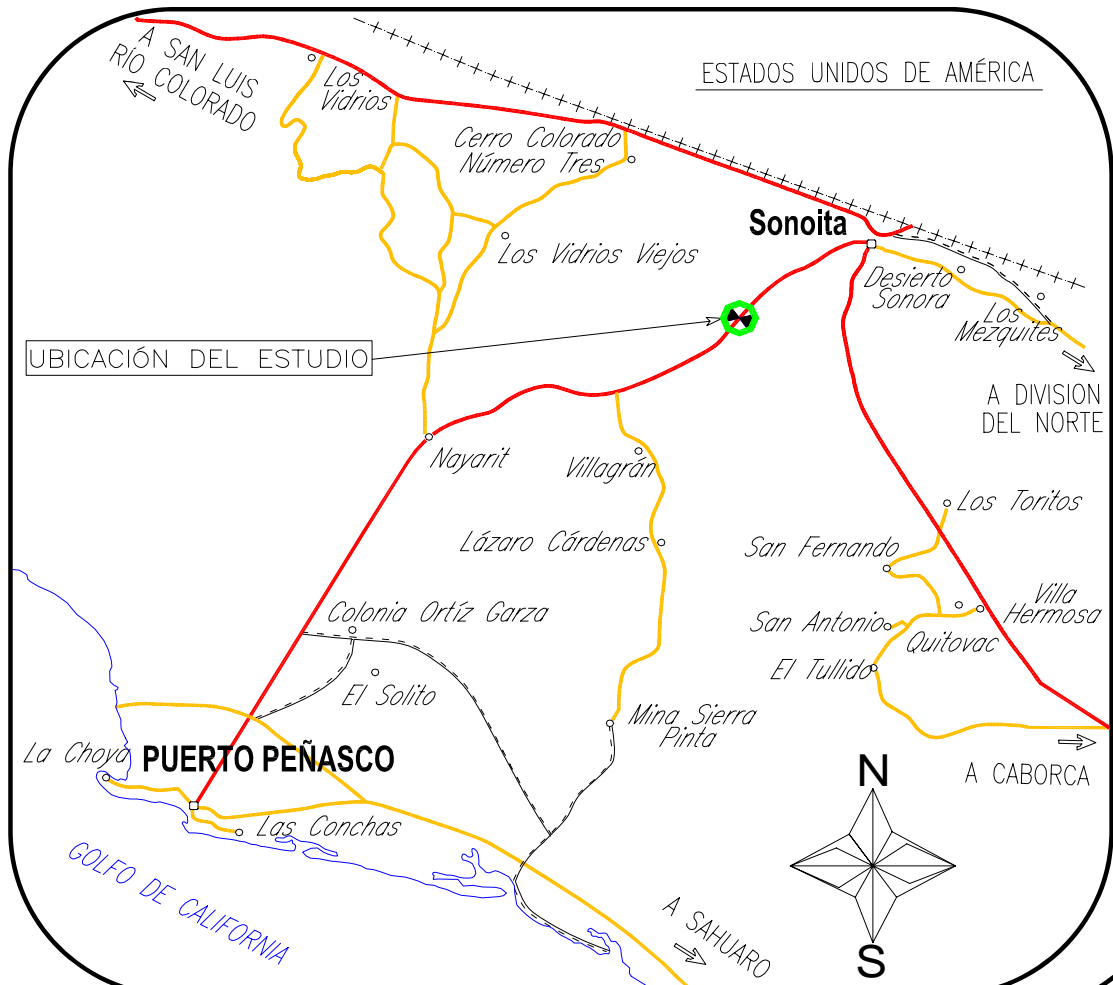 A SAN LUIS
RÍO COLORADO
Los
Vidrios
ESTADOS UNIDOS DE AMÉRICA
Cerro Colorado
Número Tres
Sonoita
Los Vidrios Viejos
Desierto
Sonora
Los
Mezquites
UBICACIÓN DEL ESTUDIO
A DIVISION
DEL NORTE
Nayarit
Villagrán
Los Toritos
Lázaro Cárdenas
San Fernando
Villa
Hermosa
Colonia Ortíz Garza
San Antonio
Quitovac
El Solito
El Tullido
Mina Sierra
Pinta
La Choya
PUERTO PEÑASCO
A CABORCA
N
Las Conchas
GOLFO DE CALIFORNIA
A SAHUARO
S